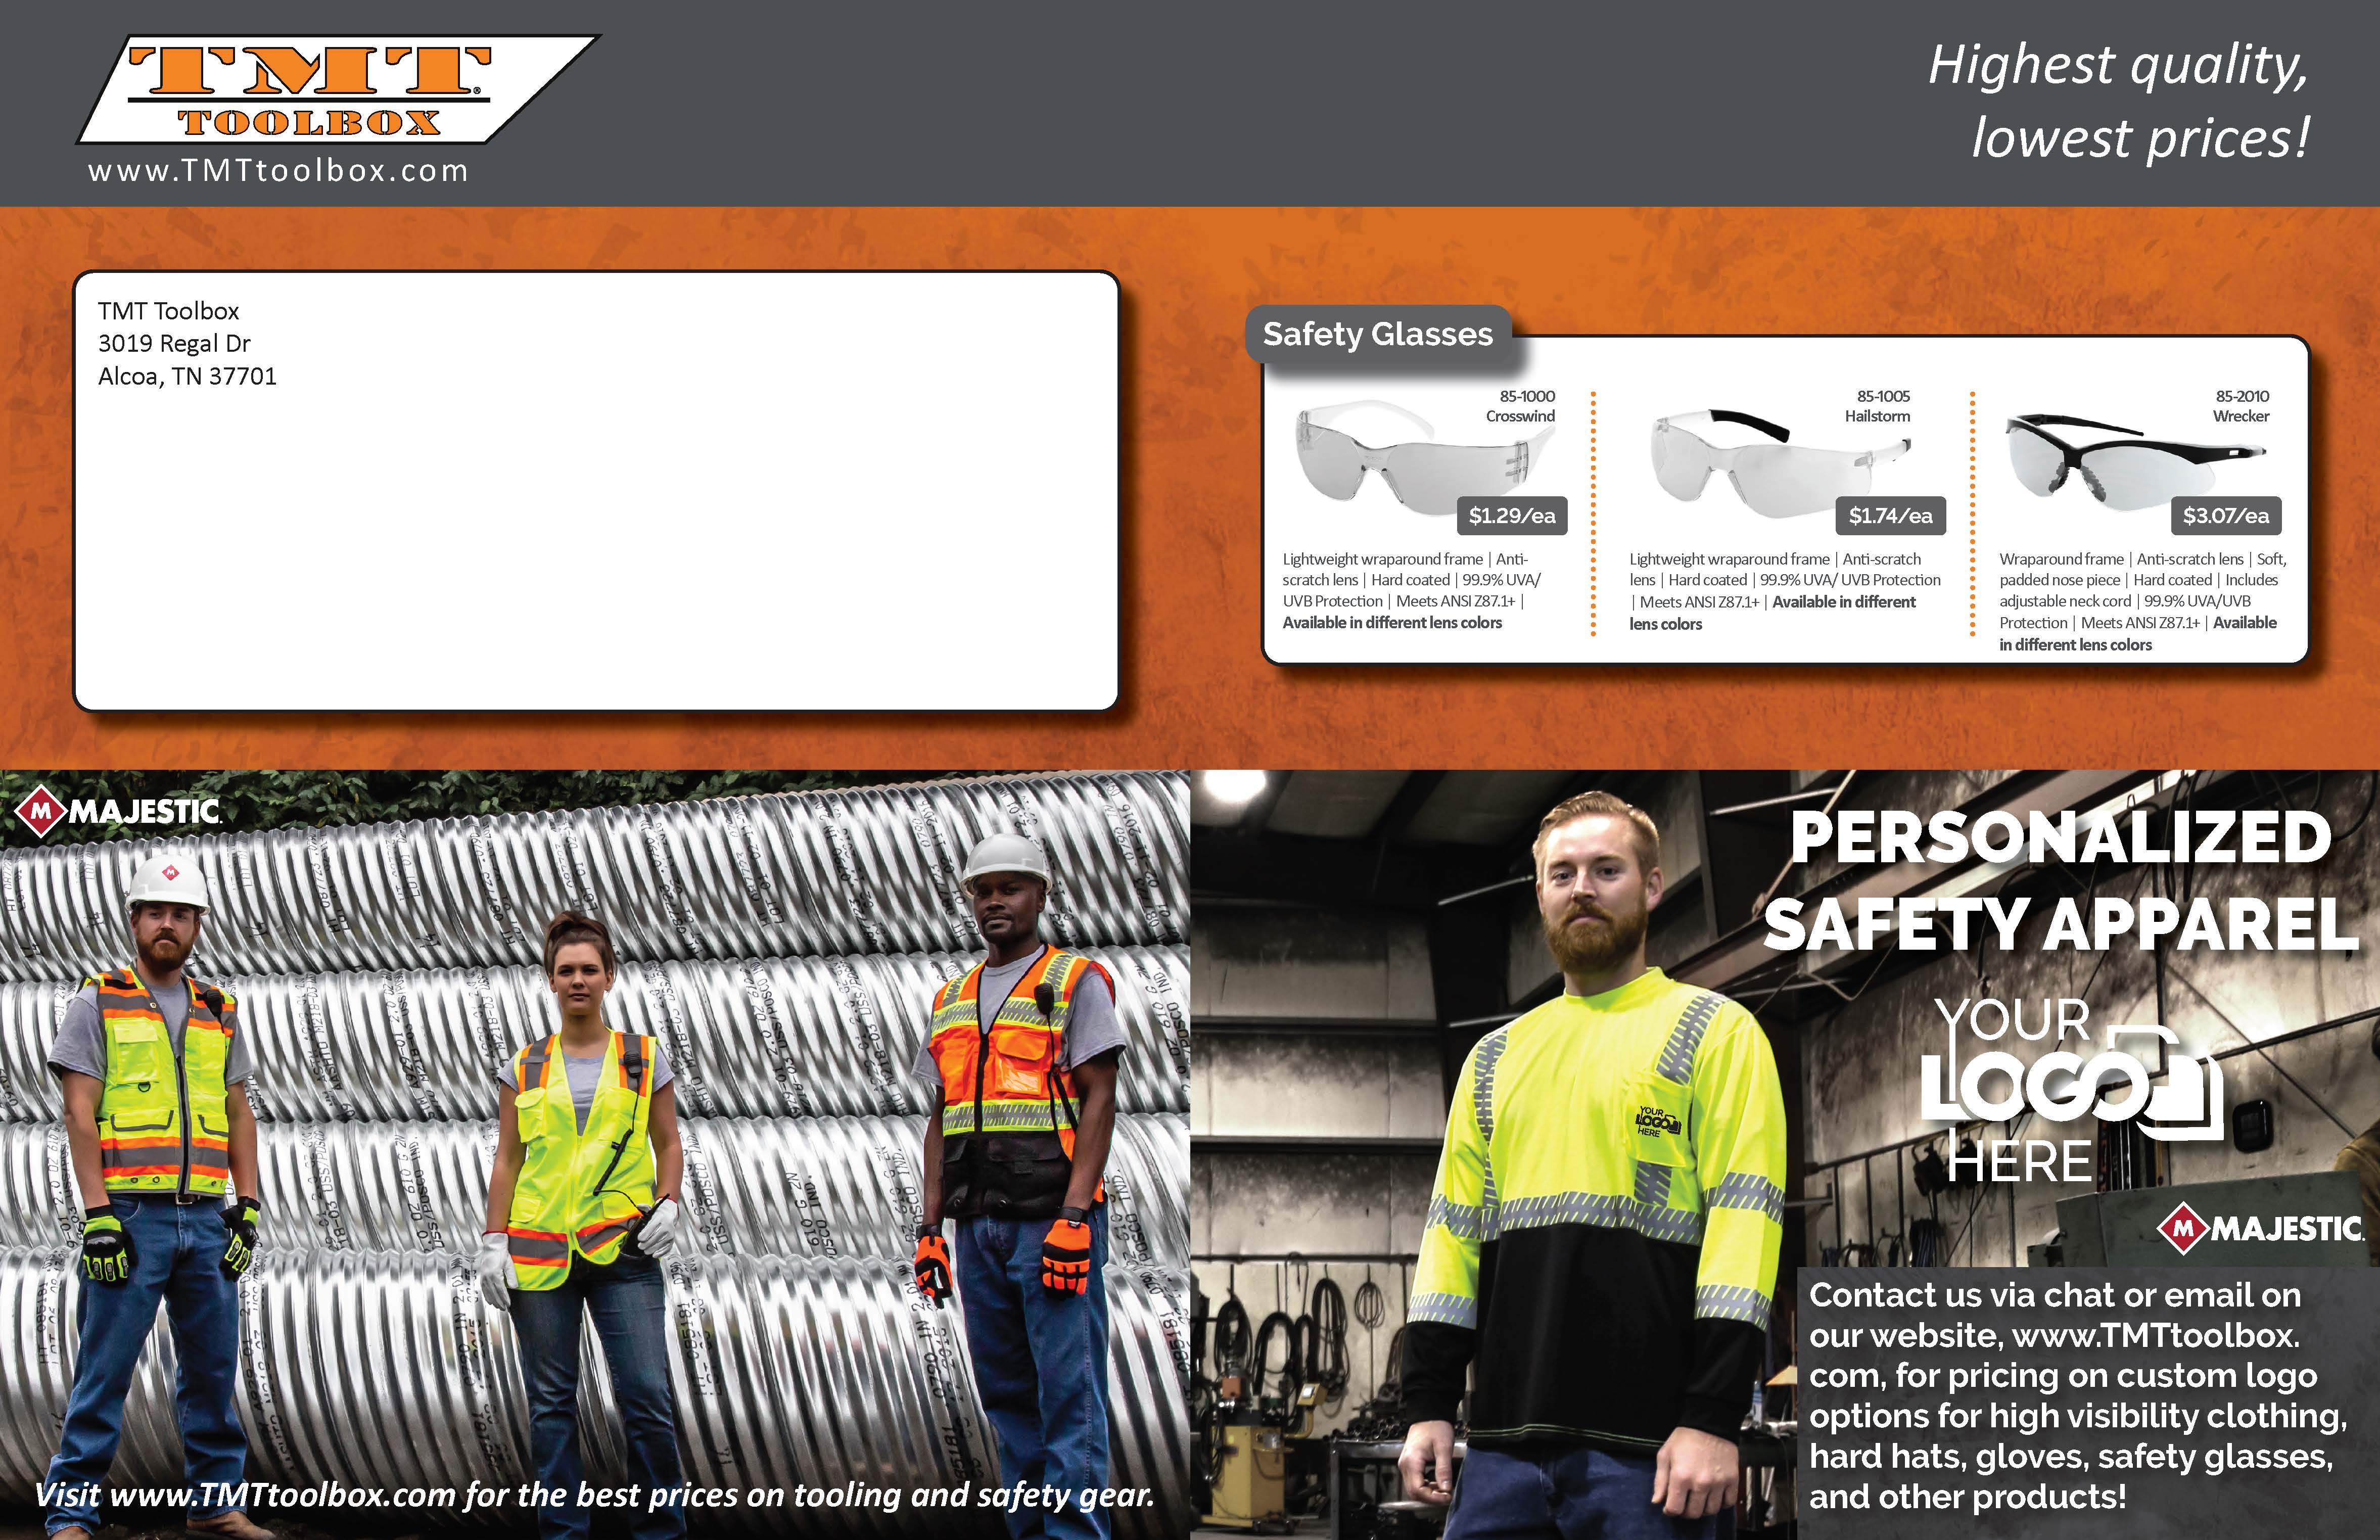 TMT®
TOOLBOX
www.TMTtoolbox.com
Highest quality,
lowest prices!
TMT Toolbox
3019 Regal Dr
Alcoa, TN 37701
Safety Glasses
85-1000
Crosswind
$1.29/ea
Lightweight wraparound frame | Anti-
scratch lens | Hard coated | 99.9% UVA/
UVB Protection | Meets ANSI Z87.1+ |
Available in different lens colors
85-1005
Hailstorm
$1.74/ea
Lightweight wraparound frame | Anti-scratch
lens | Hard coated | 99.9% UVA/ UVB Protection
| Meets ANSI Z87.1+ | Available in different
lens colors
85-2010
Wrecker
$3.07/ea
Wraparound frame | Anti-scratch lens | Soft,
padded nose piece | Hard coated | Includes
adjustable neck cord | 99.9% UVA/UVB
Protection | Meets ANSI Z87.1+ | Available
in different lens colors
M MAJESTIC.
M
Visit www.TMTtoolbox.com for the best prices on tooling and safety gear.
PERSONALIZED
SAFETY APPAREL
YOUR
LOGO
HERE
YOUR
LOGO
HERE
M MAJESTIC.
Contact us via chat or email on
our website, www.TMTtoolbox.
com, for pricing on custom logo
options for high visibility clothing,
hard hats, gloves, safety glasses,
and other products!